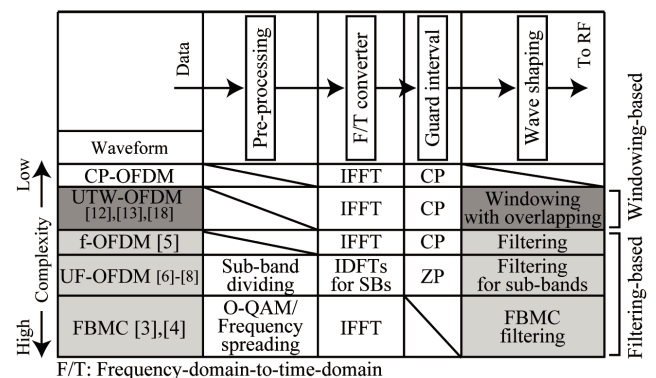 Data
Pre-processing
F/T converter
Guard interval
Wave shaping
To RF
Waveform
CP-OFDM
IFFT
CP
UTW-OFDM
[12],[13],[18]
IFFT
CP
Windowing
with overlapping
f-OFDM [5]
IFFT
CP
Filtering
UF-OFDM [6]-[8]
Sub-band
dividing
IDFTs
for SBs
ZP
Filtering
for sub-bands
FBMC [3],[4]
O-QAM/
Frequency
spreading
IFFT
FBMC
filtering
Low
Complexity
High
Windowing-based
Filtering-based
F/T: Frequency-domain-to-time-domain